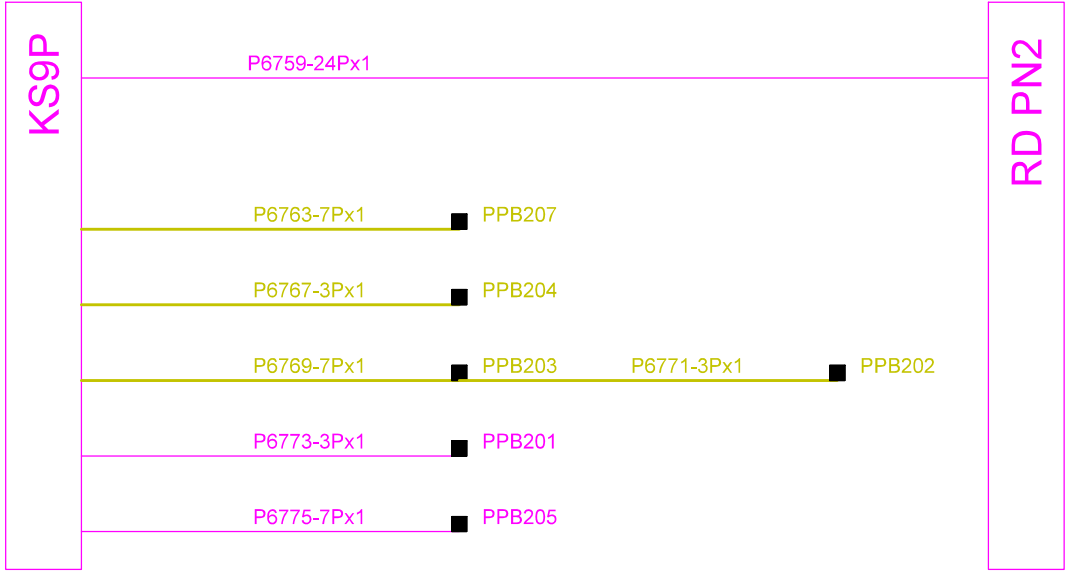 KS9P
P6759-24Px1
RD PN2
P6763-7Px1
PPB207
P6767-3Px1
PPB204
P6769-7Px1
PPB203
P6771-3Px1
PPB202
P6773-3Px1
PPB201
P6775-7Px1
PPB205